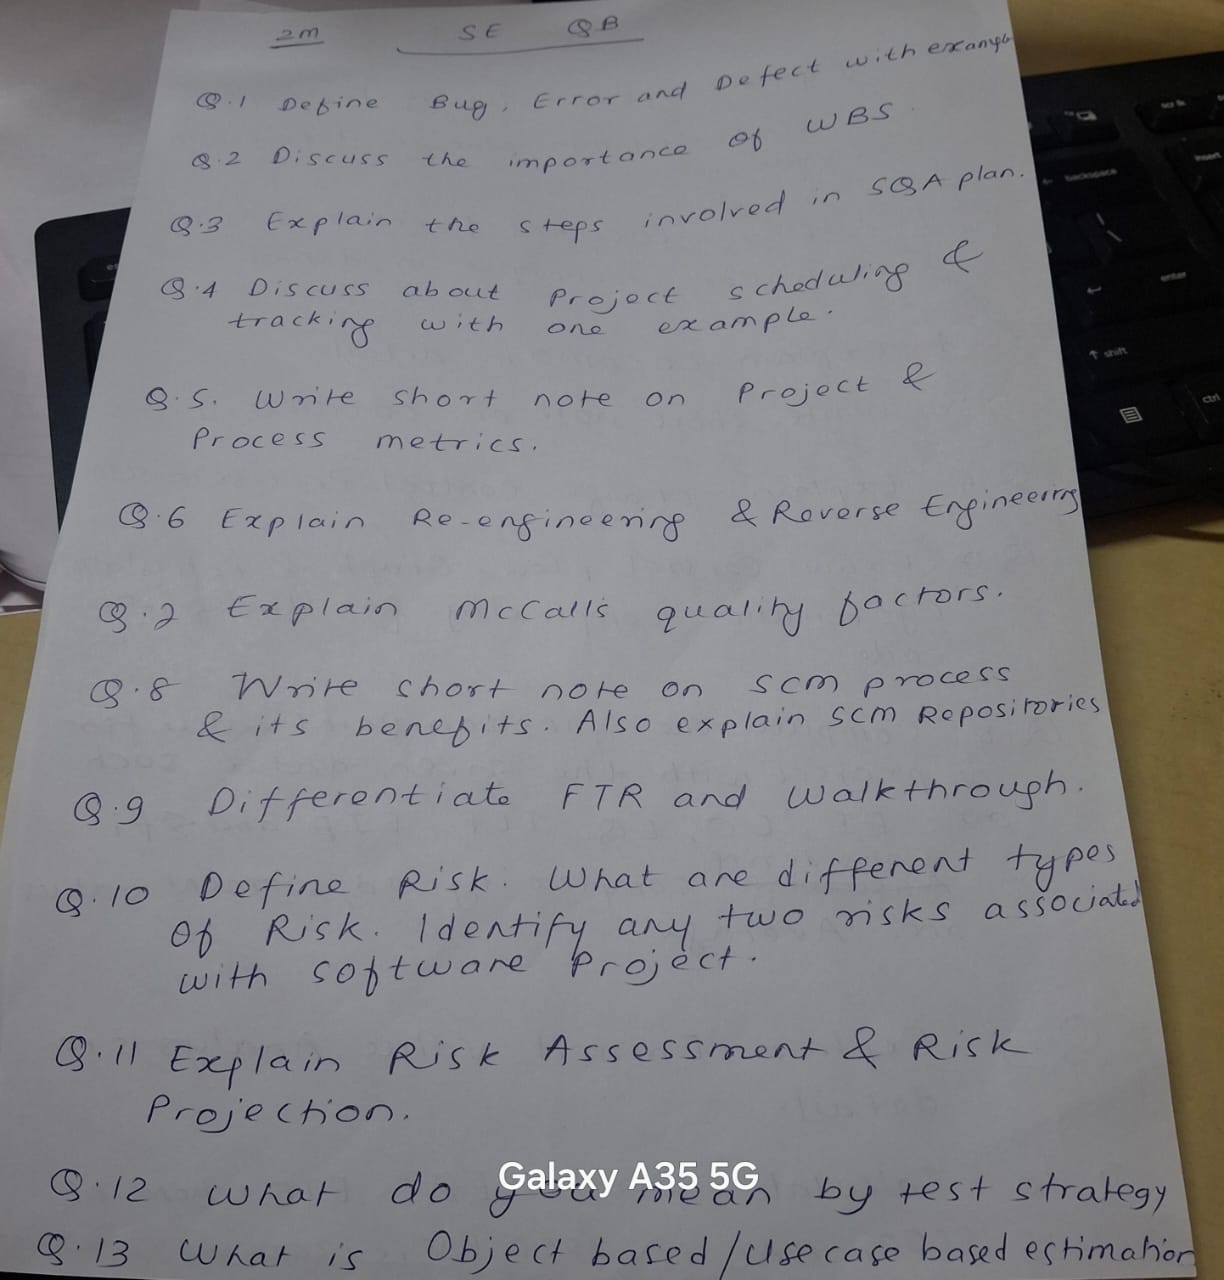 2m SE QB
Q.1 Define Bug, Error and Defect with example
Q.2 Discuss the importance of WBS.
Q.3 Explain the steps involved in SQA plan.
Q.4 Discuss about Project scheduling &
tracking with one example.
Q.5. Write short note on Project &
Process metrics.
Q.6 Explain Re-engineering & Reverse Engineering
Q.7 Explain McCalls quality factors.
Q.8 Write short note on SCM process
& its benefits. Also explain SCM Repositories
Q.9 Differentiate FTR and Walkthrough.
Q.10 Define Risk. What are different types
of Risk. Identify any two risks associated
with software Project.
Q.11 Explain Risk Assessment & Risk
Projection.
Q.12 What do you mean by test strategy
Q.13 What is Object based/Use case based estimation
Galaxy A35 5G
backspace
insert
enter
shift
ctrl